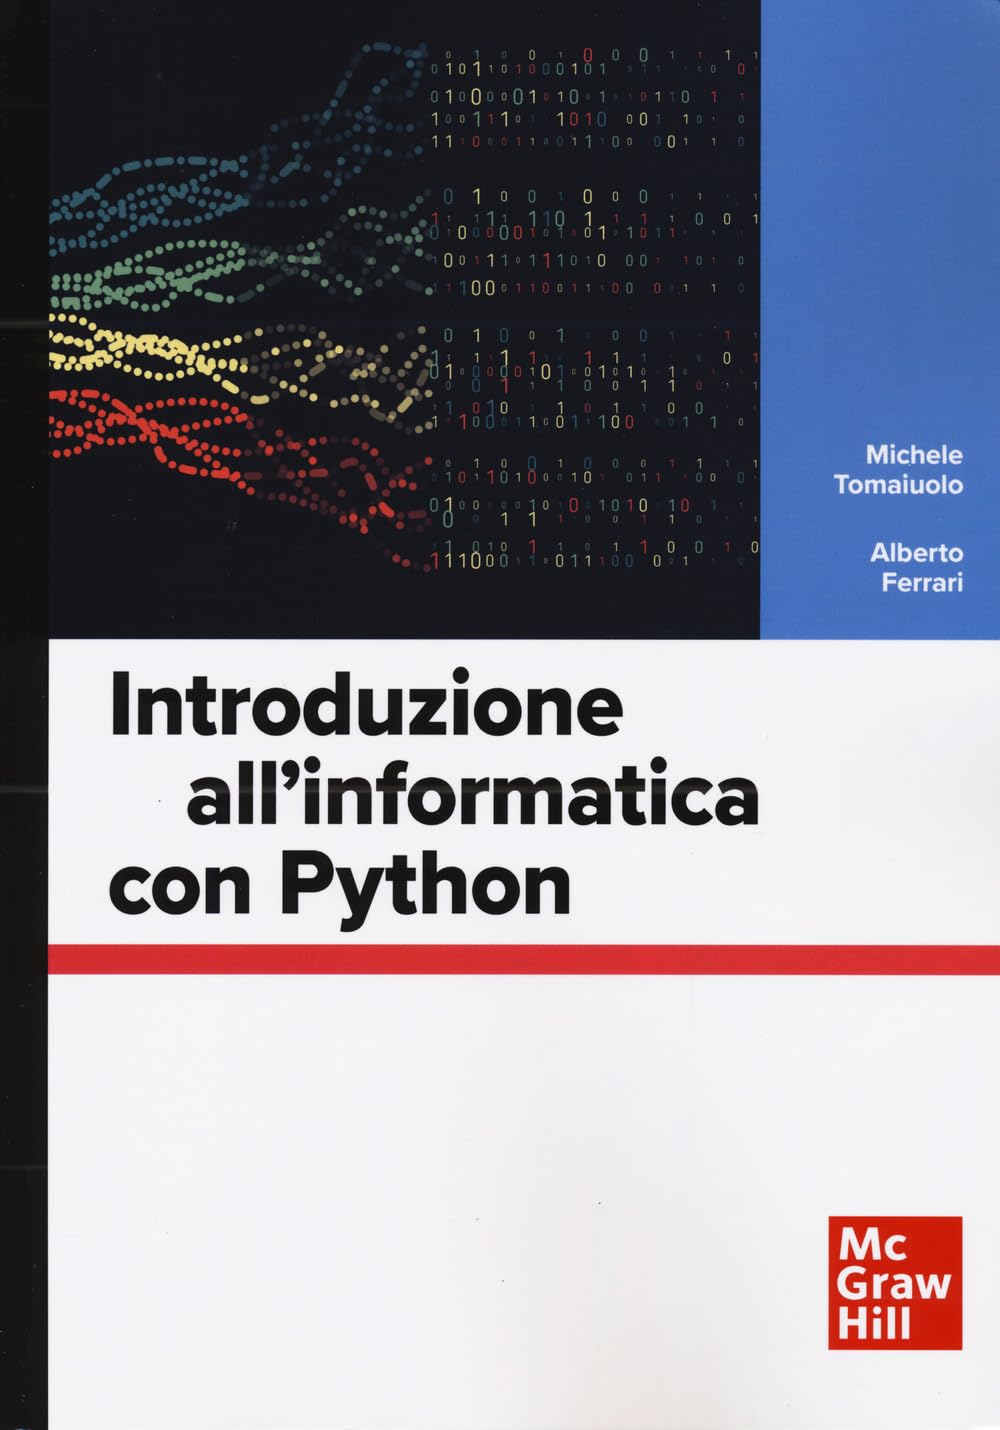 Michele
Tomaiuolo
Alberto
Ferrari
Introduzione
all’informatica
con Python
Mc
Graw
Hill